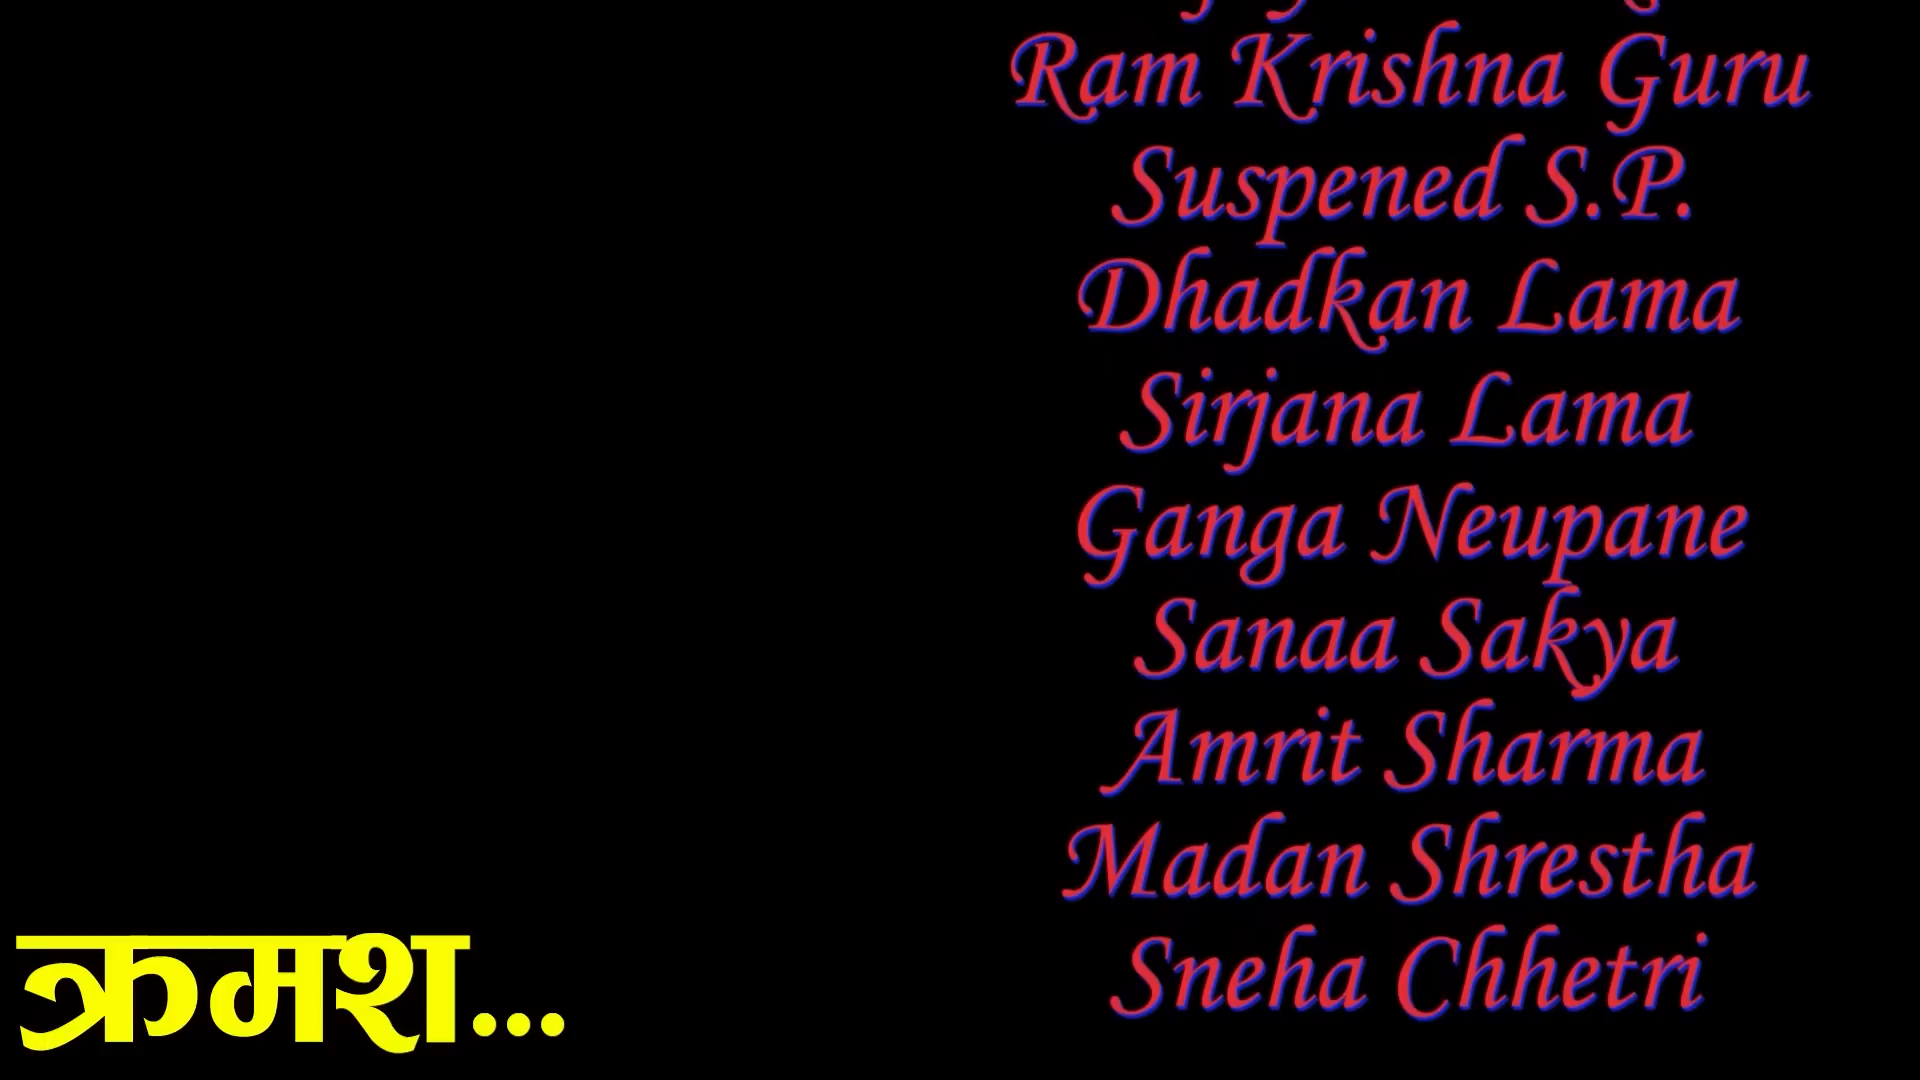 Ram Krishna Guru
Suspened S.P.
Dhadkan Lama
Sirjana Lama
Ganga Neupane
Sanaa Sakya
Amrit Sharma
Madan Shrestha
Sneha Chhetri
क्रमश...